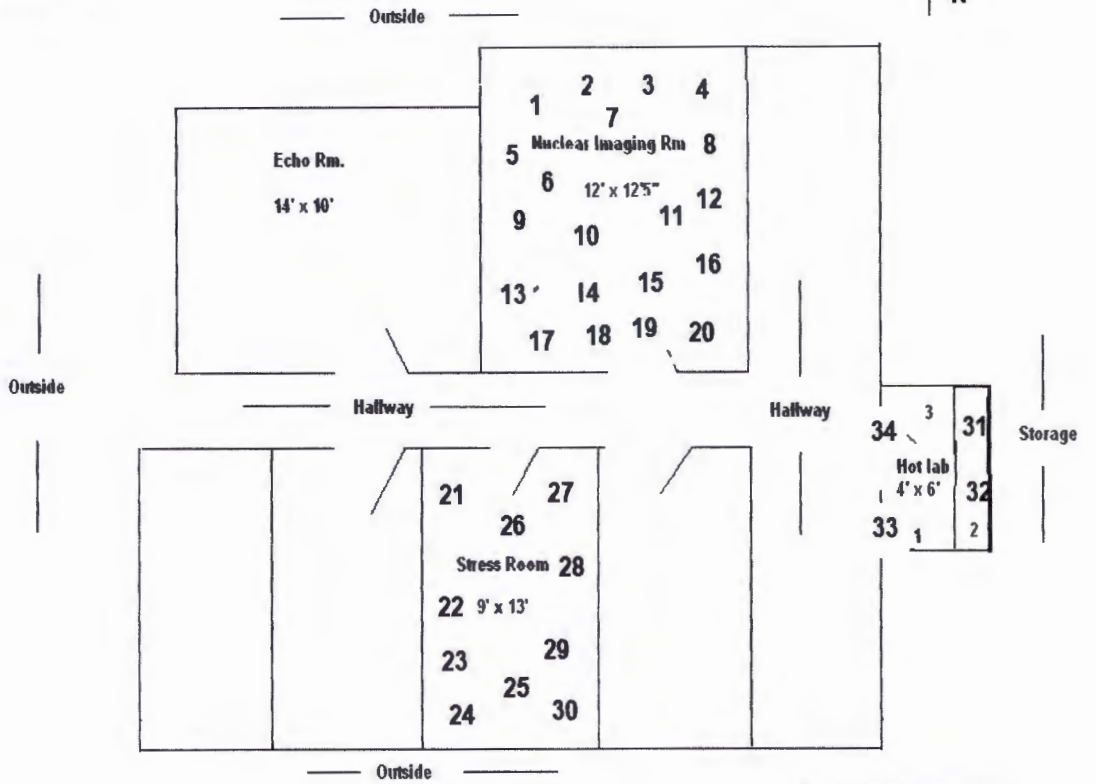 N
Outside
2 3 4
1
7
Nuclear Imaging Rm 8
5
Echo Rm.
6 12' x 12'5" 12
14' x 10'
11
9
10
16
15
13 14
19
17 18 20
Outside
Hallway
Hallway
3
34 31
Storage
Hot lab
4' x 6'
32
33 1 2
21 27
26
Stress Room 28
22 9' x 13'
29
23
25
24 30
Outside